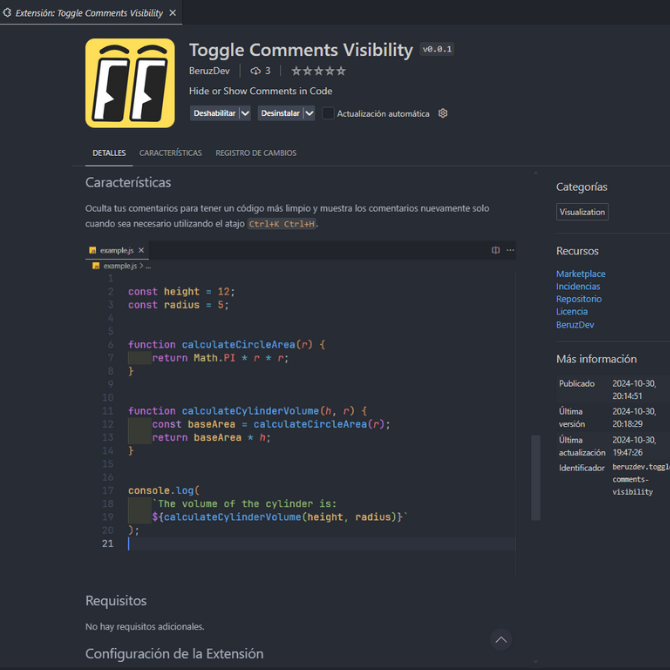 Extensión: Toggle Comments Visibility
Toggle Comments Visibility v0.0.1
BeruzDev 3
Hide or Show Comments in Code
Deshabilitar Desinstalar Actualización automática
DETALLES CARACTERÍSTICAS REGISTRO DE CAMBIOS
Características
Oculta tus comentarios para tener un código más limpio y muestra los comentarios nuevamente solo
cuando sea necesario utilizando el atajo Ctrl+K Ctrl+H.
example.js
example.js > ...
1
2 const height = 12;
3 const radius = 5;
4
5
6 function calculateCircleArea(r) {
7 return Math.PI * r * r;
8 }
9
10
11 function calculateCylinderVolume(h, r) {
12 const baseArea = calculateCircleArea(r);
13 return baseArea * h;
14 }
15
16
17 console.log(
18 `The volume of the cylinder is:
19 ${calculateCylinderVolume(height, radius)}`
20 );
21
Requisitos
No hay requisitos adicionales.
Configuración de la Extensión
Categorías
Visualization
Recursos
Marketplace
Incidencias
Repositorio
Licencia
BeruzDev
Más información
Publicado 2024-10-30,
20:14:51
Última 2024-10-30,
versión 20:18:29
Última 2024-10-30,
actualización 19:47:26
Identificador beruzdev.toggle
comments-
visibility